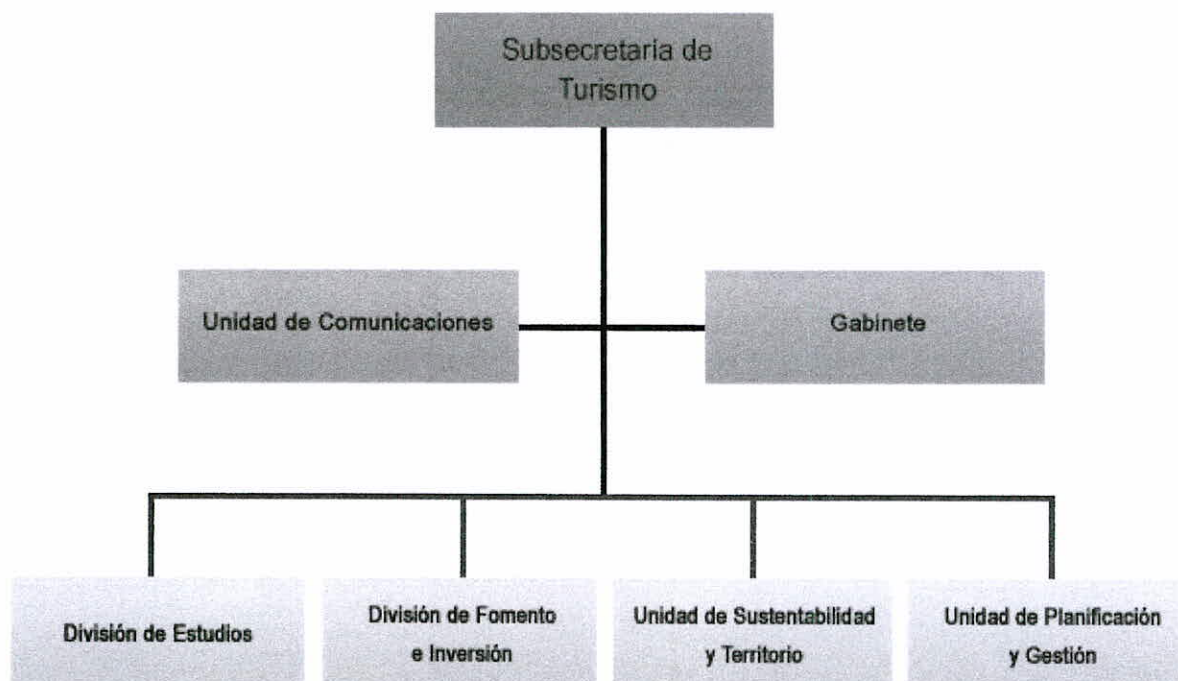 Subsecretaria de
Turismo
Unidad de Comunicaciones
Gabinete
División de Estudios
División de Fomento
e Inversión
Unidad de Sustentabilidad
y Territorio
Unidad de Planificación
y Gestión